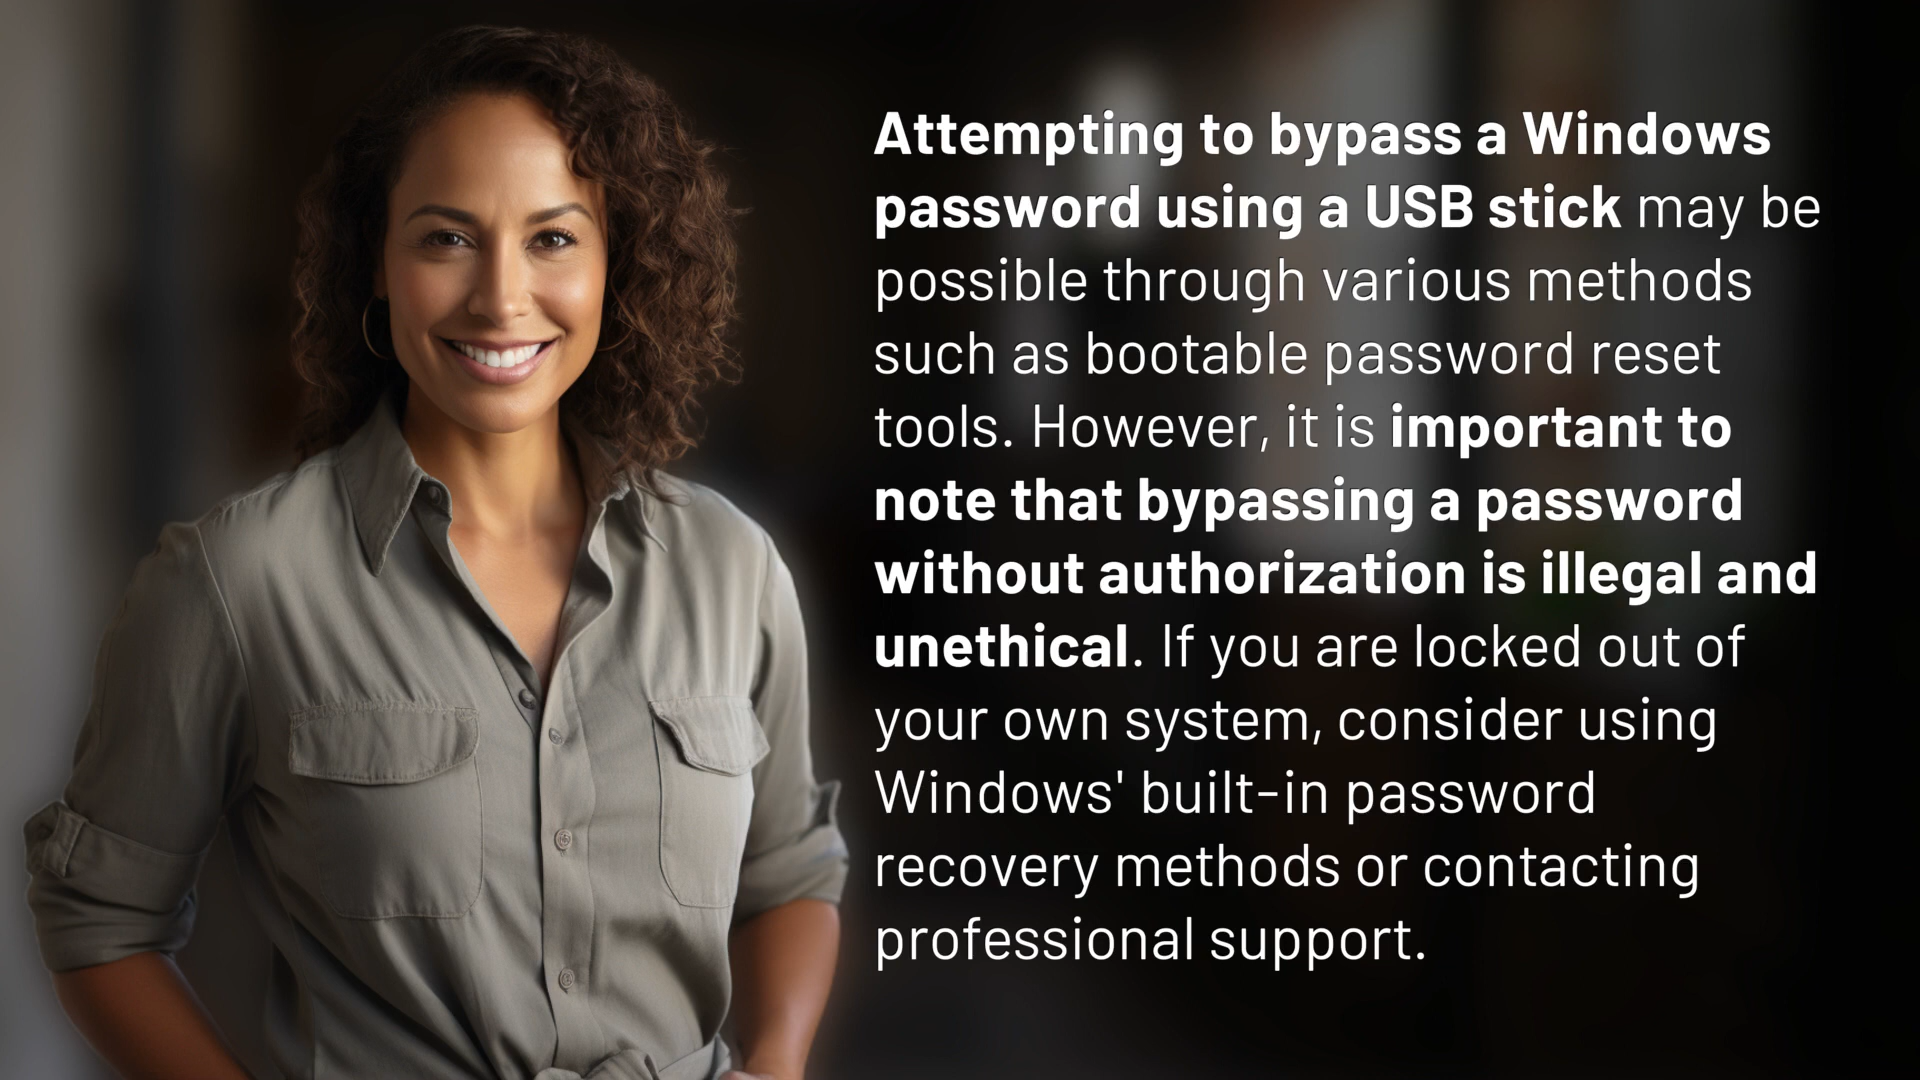 Attempting to bypass a Windows
password using a USB stick may be
possible through various methods
such as bootable password reset
tools. However, it is important to
note that bypassing a password
without authorization is illegal and
unethical. If you are locked out of
your own system, consider using
Windows' built-in password
recovery methods or contacting
professional support.